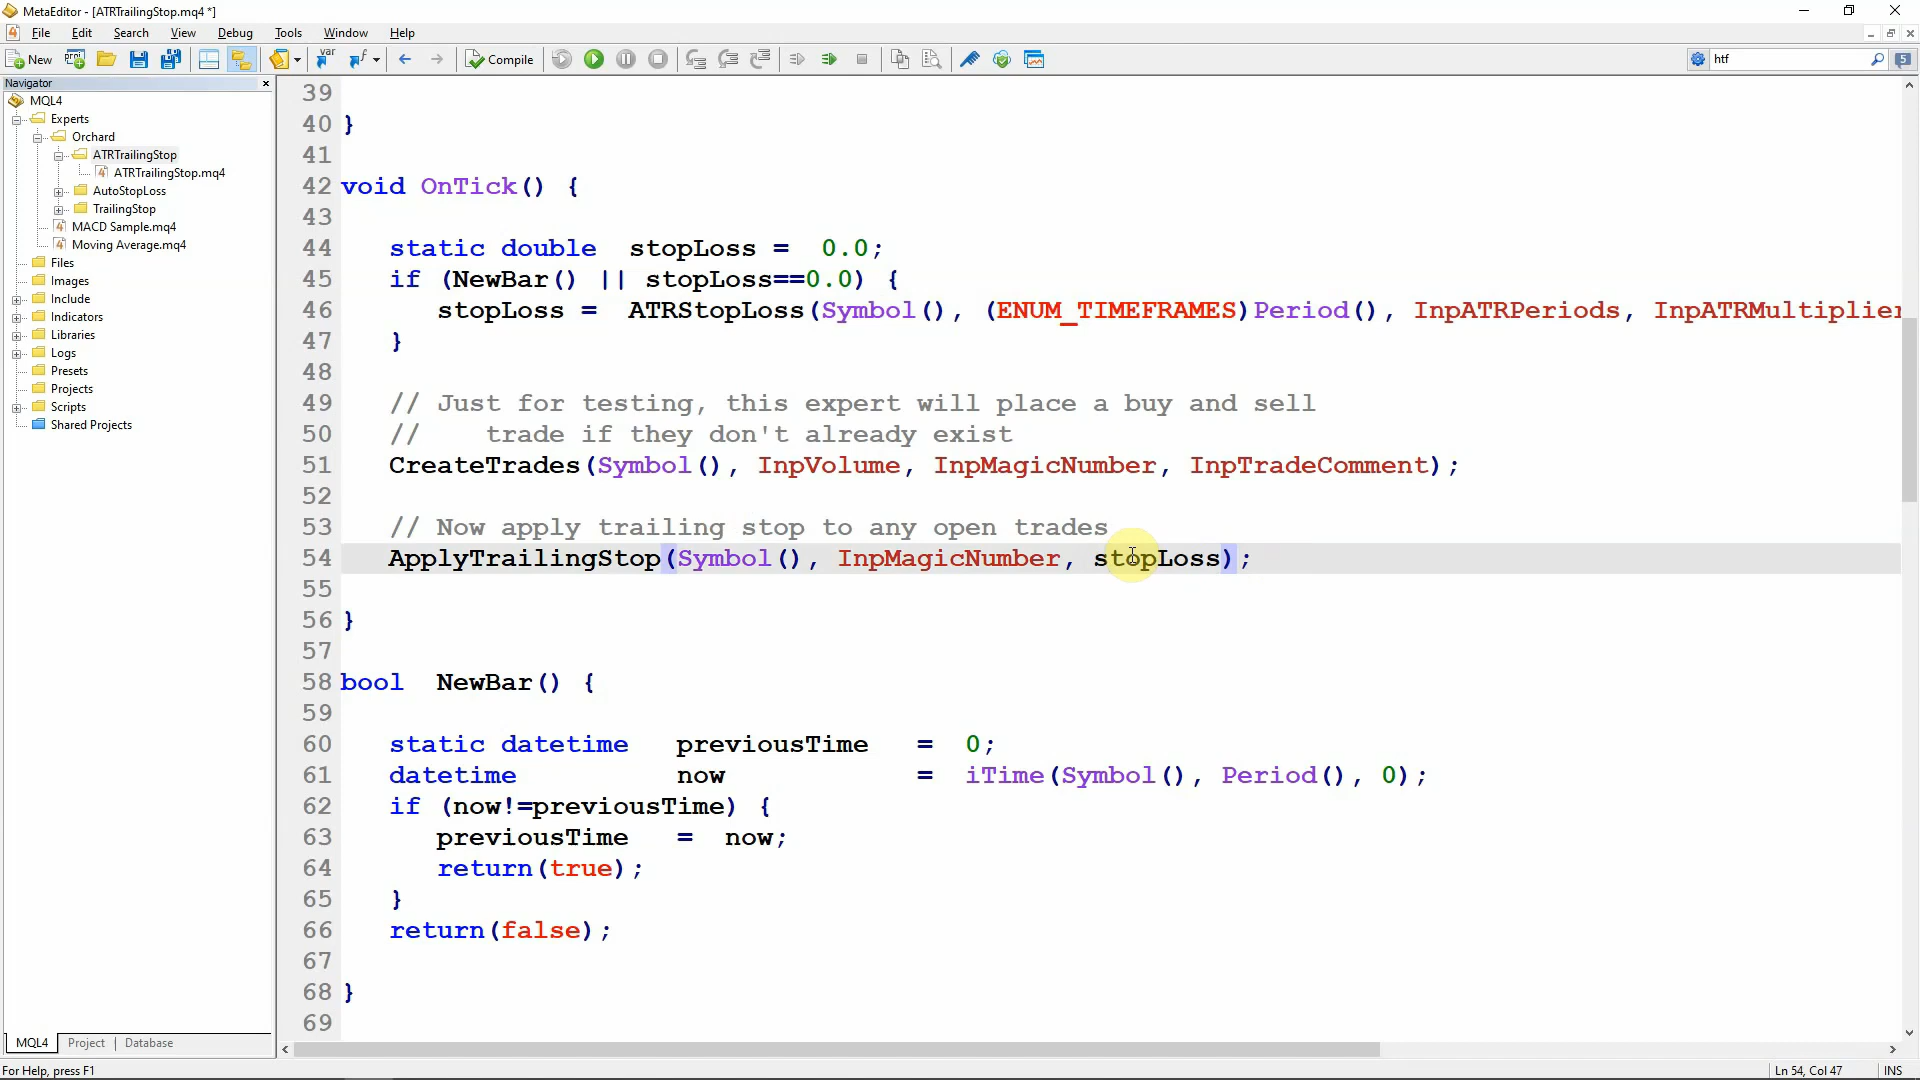 MetaEditor - [ATRTrailingStop.mq4 *]
File Edit Search View Debug Tools Window Help
New Compile htf 5
Navigator
MQL4
Experts
Orchard
ATRTrailingStop
ATRTrailingStop.mq4
AutoStopLoss
TrailingStop
MACD Sample.mq4
Moving Average.mq4
Files
Images
Include
Indicators
Libraries
Logs
Presets
Projects
Scripts
Shared Projects
39
40 }
41
42 void OnTick() {
43
44 static double stopLoss = 0.0;
45 if (NewBar() || stopLoss==0.0) {
46 stopLoss = ATRStopLoss(Symbol(), (ENUM_TIMEFRAMES)Period(), InpATRPeriods, InpATRMultiplier
47 }
48
49 // Just for testing, this expert will place a buy and sell
50 // trade if they don't already exist
51 CreateTrades(Symbol(), InpVolume, InpMagicNumber, InpTradeComment);
52
53 // Now apply trailing stop to any open trades
54 ApplyTrailingStop(Symbol(), InpMagicNumber, stopLoss);
55
56 }
57
58 bool NewBar() {
59
60 static datetime previousTime = 0;
61 datetime now = iTime(Symbol(), Period(), 0);
62 if (now!=previousTime) {
63 previousTime = now;
64 return(true);
65 }
66 return(false);
67
68 }
69
MQL4 Project Database
For Help, press F1 Ln 54, Col 47 INS